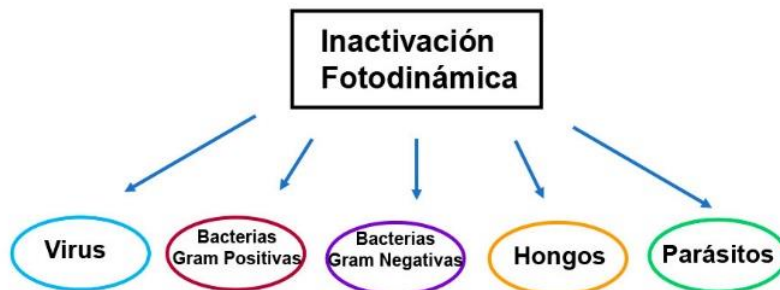 Inactivación
Fotodinámica
Virus
Bacterias
Gram Positivas
Bacterias
Gram Negativas
Hongos
Parásitos